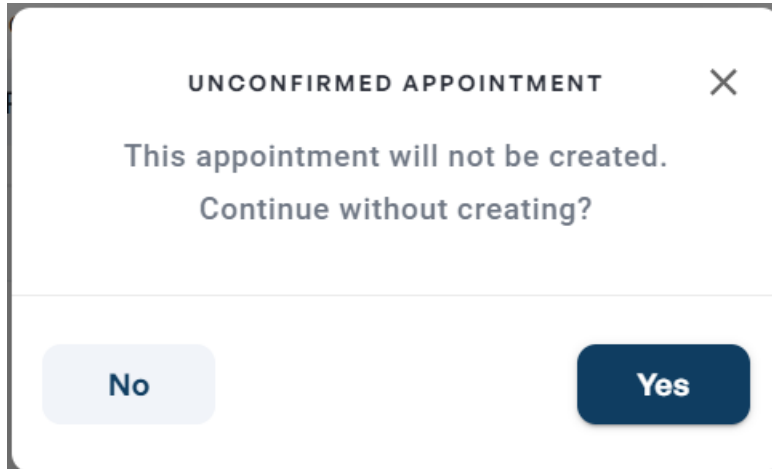 UNCONFIRMED APPOINTMENT
This appointment will not be created.
Continue without creating?
No
Yes